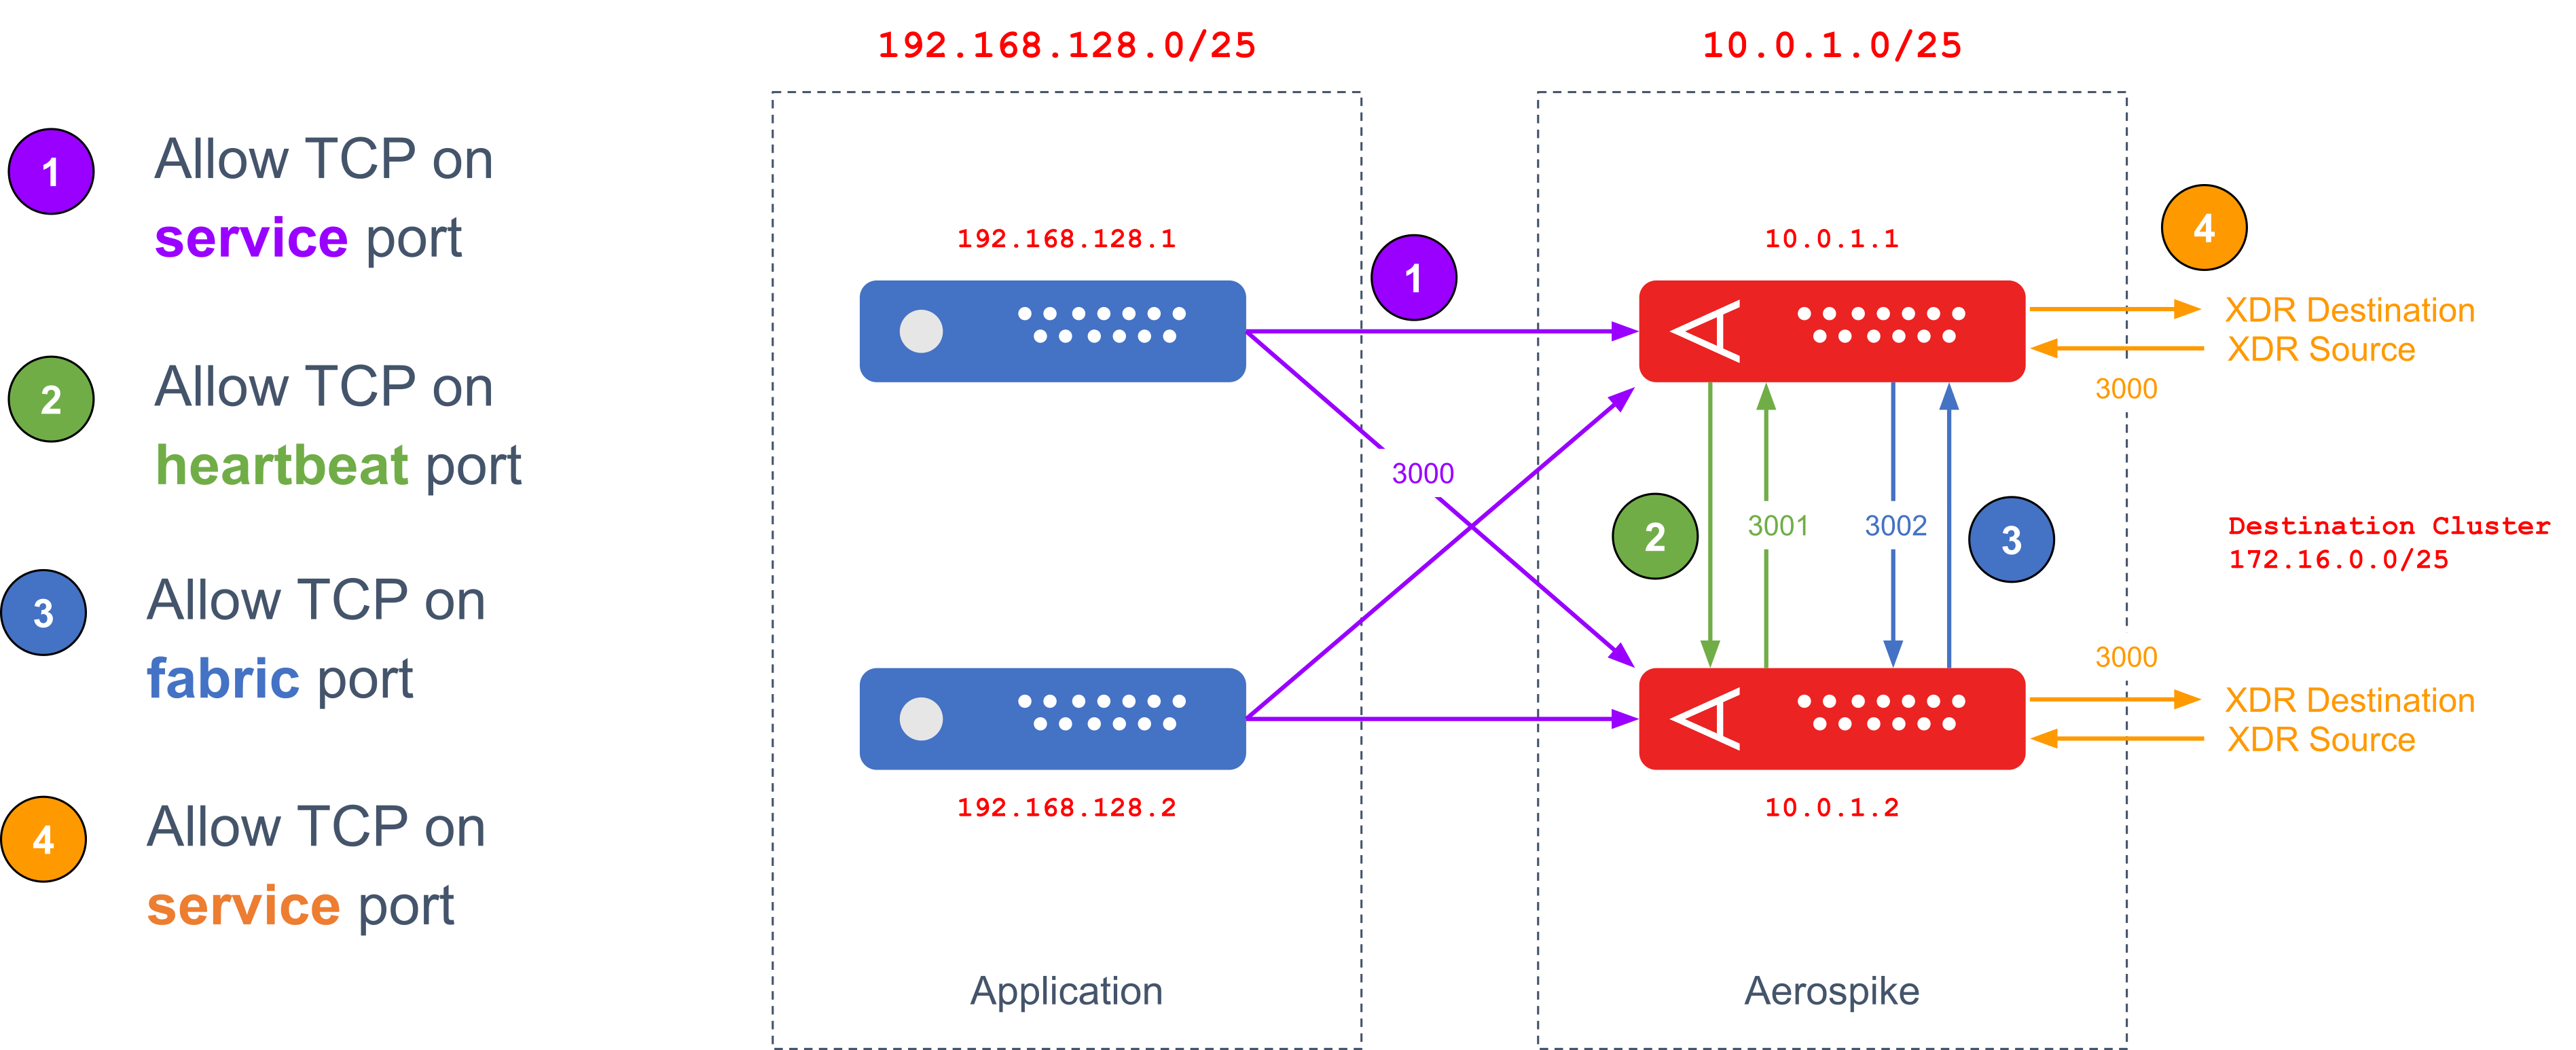 1
Allow TCP on
service port
2
Allow TCP on
heartbeat port
3
Allow TCP on
fabric port
4
Allow TCP on
service port
192.168.128.0/25
192.168.128.1
192.168.128.2
Application
1
3000
10.0.1.0/25
10.0.1.1
2
3001
3002
3
10.0.1.2
Aerospike
4
XDR Destination
XDR Source
3000
Destination Cluster
172.16.0.0/25
3000
XDR Destination
XDR Source